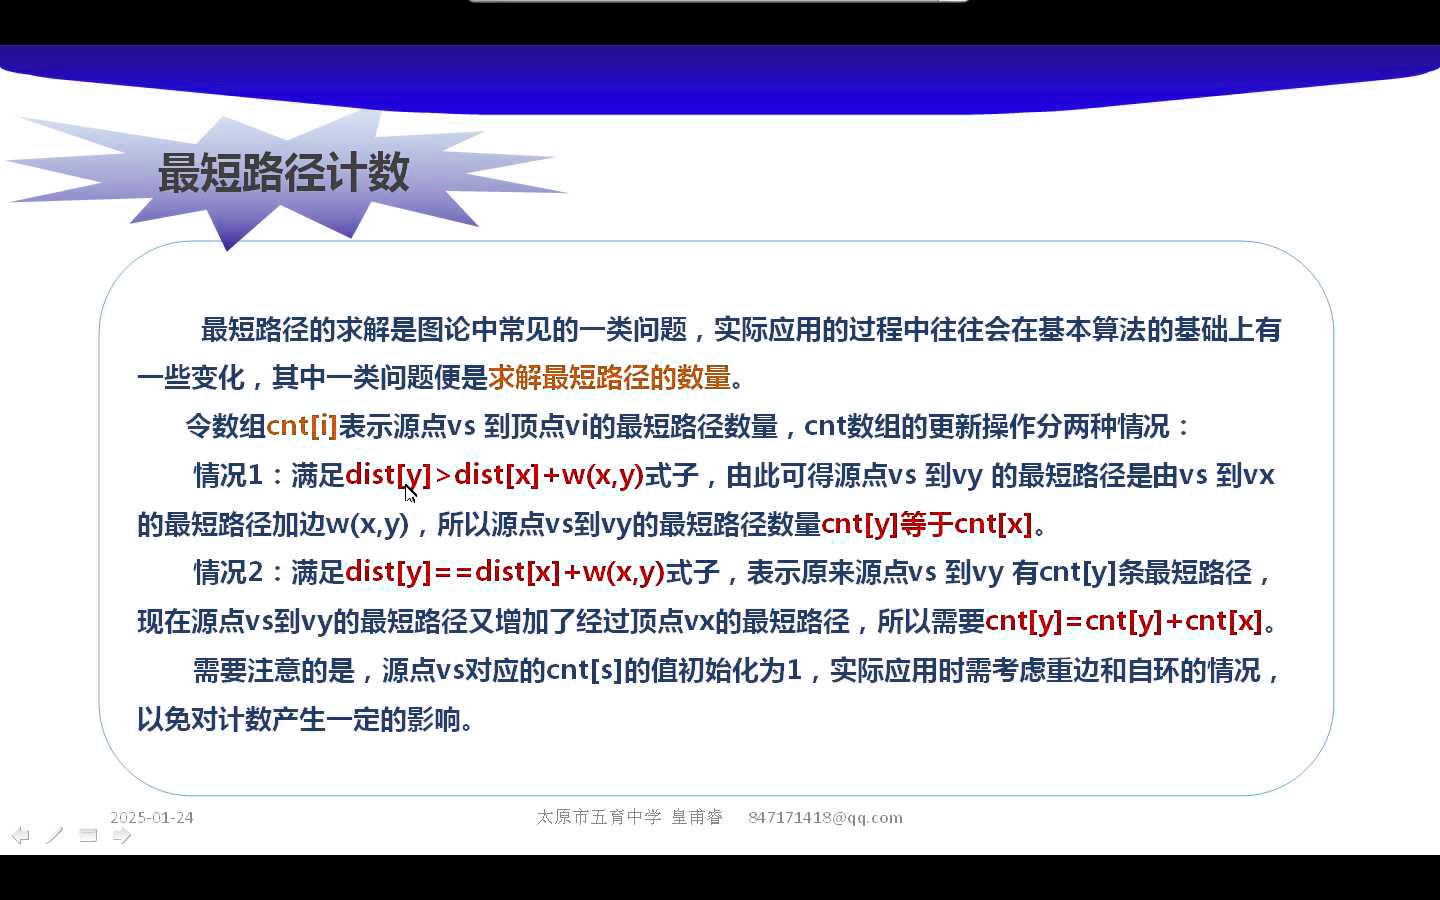 最短路径计数
最短路径的求解是图论中常见的一类问题，实际应用的过程中往往会在基本算法的基础上有
一些变化，其中一类问题便是求解最短路径的数量。
令数组cnt[i]表示源点vs 到顶点vi的最短路径数量，cnt数组的更新操作分两种情况：
情况1：满足dist[y]>dist[x]+w(x,y)式子，由此可得源点vs 到vy 的最短路径是由vs 到vx
的最短路径加边w(x,y)，所以源点vs到vy的最短路径数量cnt[y]等于cnt[x]。
情况2：满足dist[y]==dist[x]+w(x,y)式子，表示原来源点vs 到vy 有cnt[y]条最短路径，
现在源点vs到vy的最短路径又增加了经过顶点vx的最短路径，所以需要cnt[y]=cnt[y]+cnt[x]。
需要注意的是，源点vs对应的cnt[s]的值初始化为1，实际应用时需考虑重边和自环的情况，
以免对计数产生一定的影响。
2025-01-24 太原市五育中学 皇甫睿 847171418@qq.com